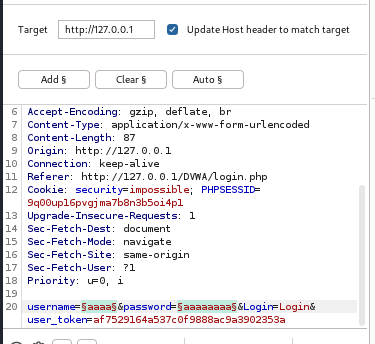 Target http://127.0.0.1 Update Host header to match target
Add § Clear § Auto §
6 Accept-Encoding: gzip, deflate, br
7 Content-Type: application/x-www-form-urlencoded
8 Content-Length: 87
9 Origin: http://127.0.0.1
10 Connection: keep-alive
11 Referer: http://127.0.0.1/DVWA/login.php
12 Cookie: security=impossible; PHPSESSID=
9q00up16pvgjma7b8n3b5oi4p1
13 Upgrade-Insecure-Requests: 1
14 Sec-Fetch-Dest: document
15 Sec-Fetch-Mode: navigate
16 Sec-Fetch-Site: same-origin
17 Sec-Fetch-User: ?1
18 Priority: u=0, i
19
20 username=§aaaa§&password=§aaaaaaaa§&Login=Login&
user_token=af7529164a537c0f9888ac9a3902353a